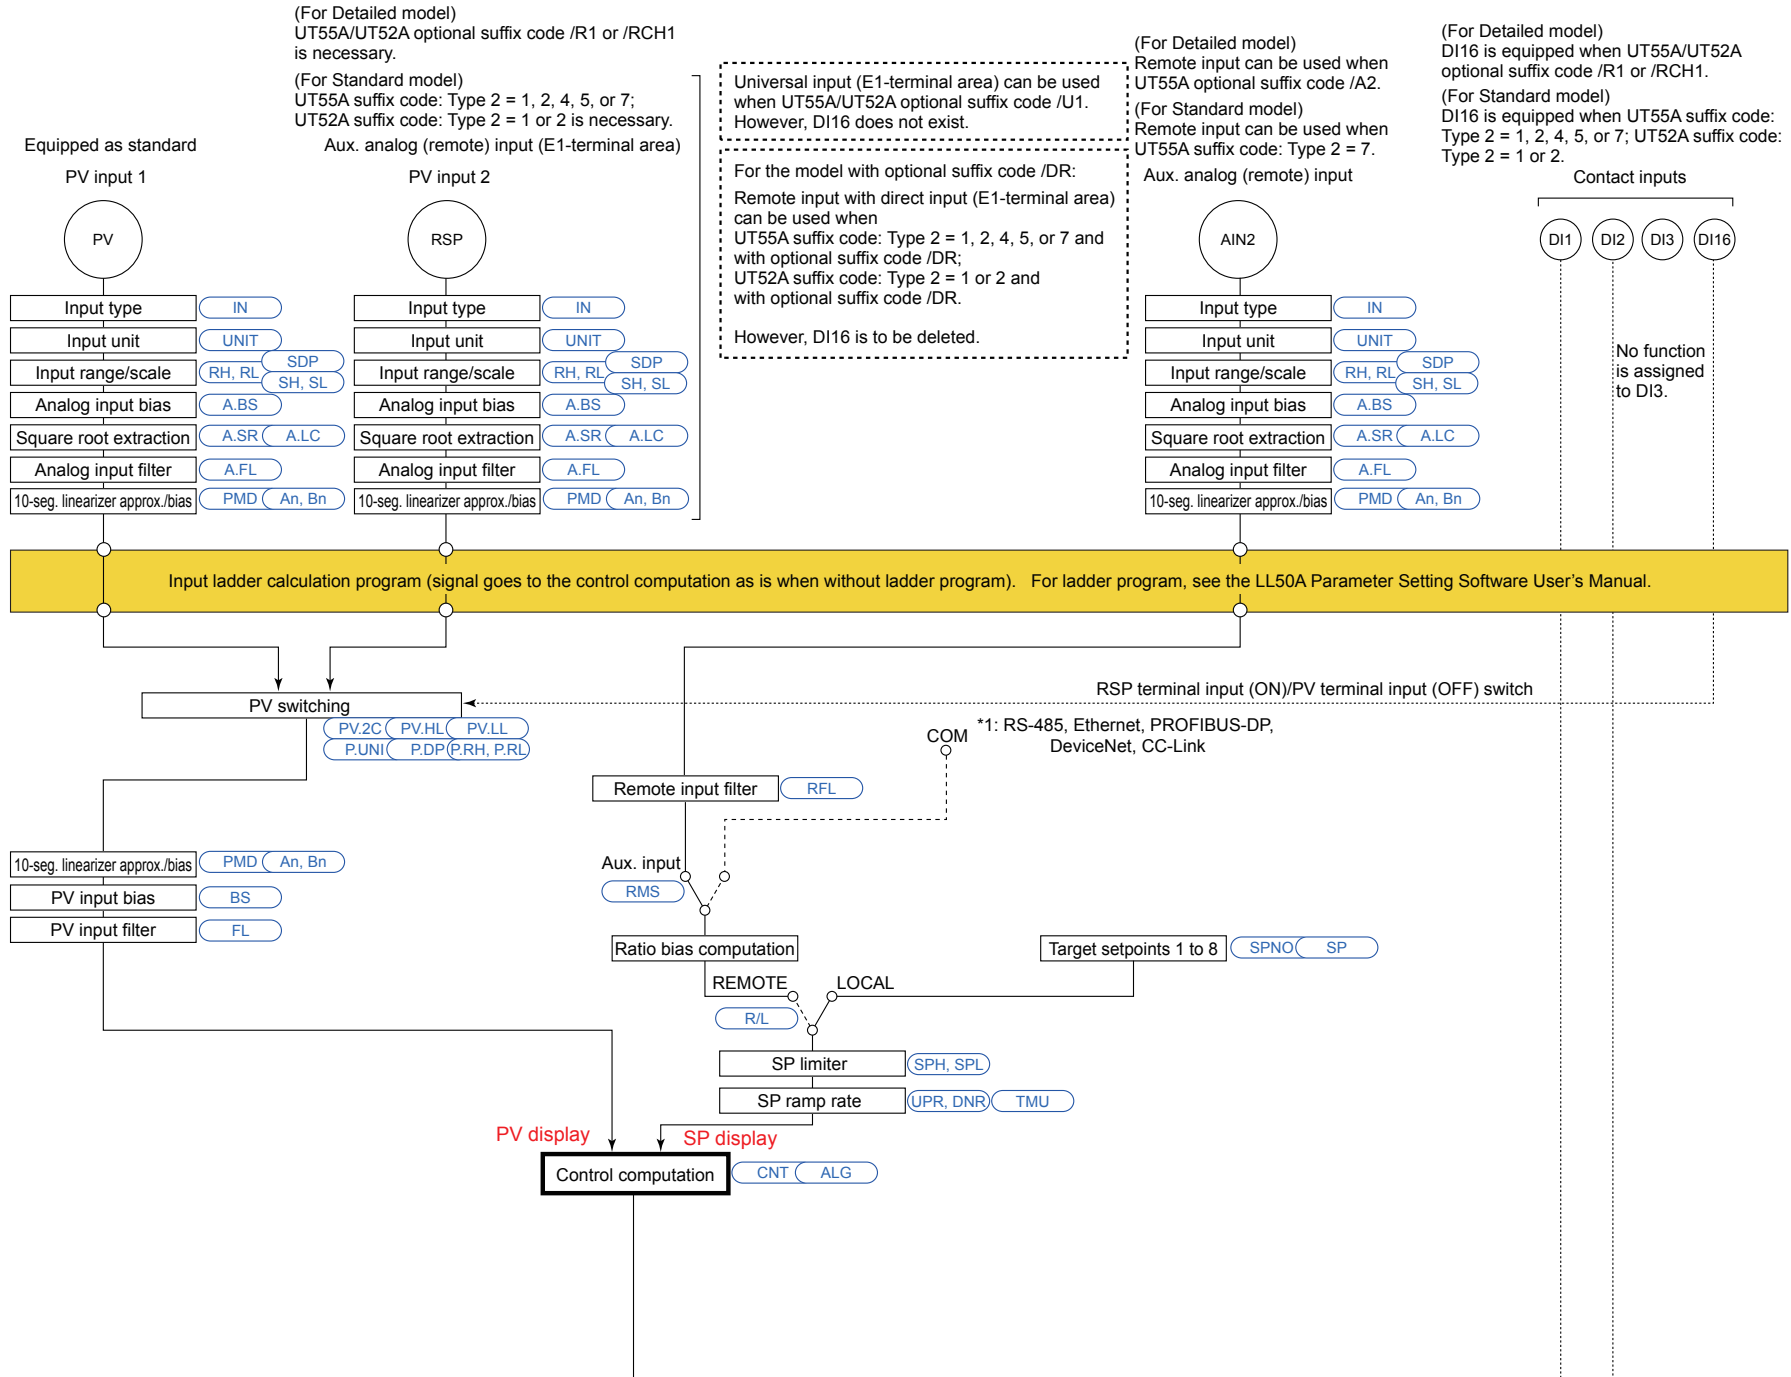 (For Detailed model)
UT55A/UT52A optional suffix code /R1 or /RCH1
is necessary.
(For Standard model)
UT55A suffix code: Type 2 = 1, 2, 4, 5, or 7;
UT52A suffix code: Type 2 = 1 or 2 is necessary.
Universal input (E1-terminal area) can be used
when UT55A/UT52A optional suffix code /U1.
However, DI16 does not exist.
For the model with optional suffix code /DR:
Remote input with direct input (E1-terminal area)
can be used when
UT55A suffix code: Type 2 = 1, 2, 4, 5, or 7 and
with optional suffix code /DR;
UT52A suffix code: Type 2 = 1 or 2 and
with optional suffix code /DR.
However, DI16 is to be deleted.
(For Detailed model)
Remote input can be used when
UT55A optional suffix code /A2.
(For Standard model)
Remote input can be used when
UT55A suffix code: Type 2 = 7.
(For Detailed model)
DI16 is equipped when UT55A/UT52A
optional suffix code /R1 or /RCH1.
(For Standard model)
DI16 is equipped when UT55A suffix code:
Type 2 = 1, 2, 4, 5, or 7; UT52A suffix code:
Type 2 = 1 or 2.
Equipped as standard
PV input 1
PV
Input type IN
Input unit UNIT
Input range/scale RH, RL SDP SH, SL
Analog input bias A.BS
Square root extraction A.SR A.LC
Analog input filter A.FL
10-seg. linearizer approx./bias PMD An, Bn
Aux. analog (remote) input (E1-terminal area)
PV input 2
RSP
Input type IN
Input unit UNIT
Input range/scale RH, RL SDP SH, SL
Analog input bias A.BS
Square root extraction A.SR A.LC
Analog input filter A.FL
10-seg. linearizer approx./bias PMD An, Bn
Aux. analog (remote) input
AIN2
Input type IN
Input unit UNIT
Input range/scale RH, RL SDP SH, SL
Analog input bias A.BS
Square root extraction A.SR A.LC
Analog input filter A.FL
10-seg. linearizer approx./bias PMD An, Bn
Contact inputs
DI1 DI2 DI3 DI16
No function
is assigned
to DI3.
Input ladder calculation program (signal goes to the control computation as is when without ladder program). For ladder program, see the LL50A Parameter Setting Software User's Manual.
RSP terminal input (ON)/PV terminal input (OFF) switch
PV switching
PV.2C PV.HL PV.LL
P.UNI P.DP P.RH, P.RL
COM
*1: RS-485, Ethernet, PROFIBUS-DP,
DeviceNet, CC-Link
Remote input filter RFL
10-seg. linearizer approx./bias PMD An, Bn
PV input bias BS
PV input filter FL
Aux. input
RMS
Ratio bias computation
Target setpoints 1 to 8 SPNO SP
REMOTE LOCAL
R/L
SP limiter SPH, SPL
SP ramp rate UPR, DNR TMU
PV display SP display
Control computation CNT ALG